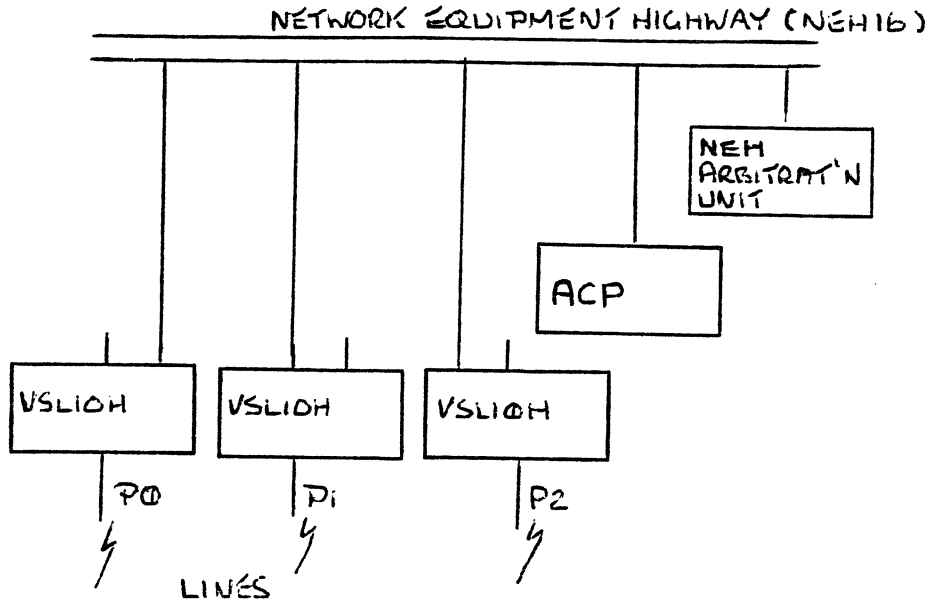 NETWORK EQUIPMENT HIGHWAY (NEH16)
NEH
ARBITRAT'N
UNIT
ACP
VSLIOH
VSLIOH
VSLIOH
P0
P1
P2
LINES